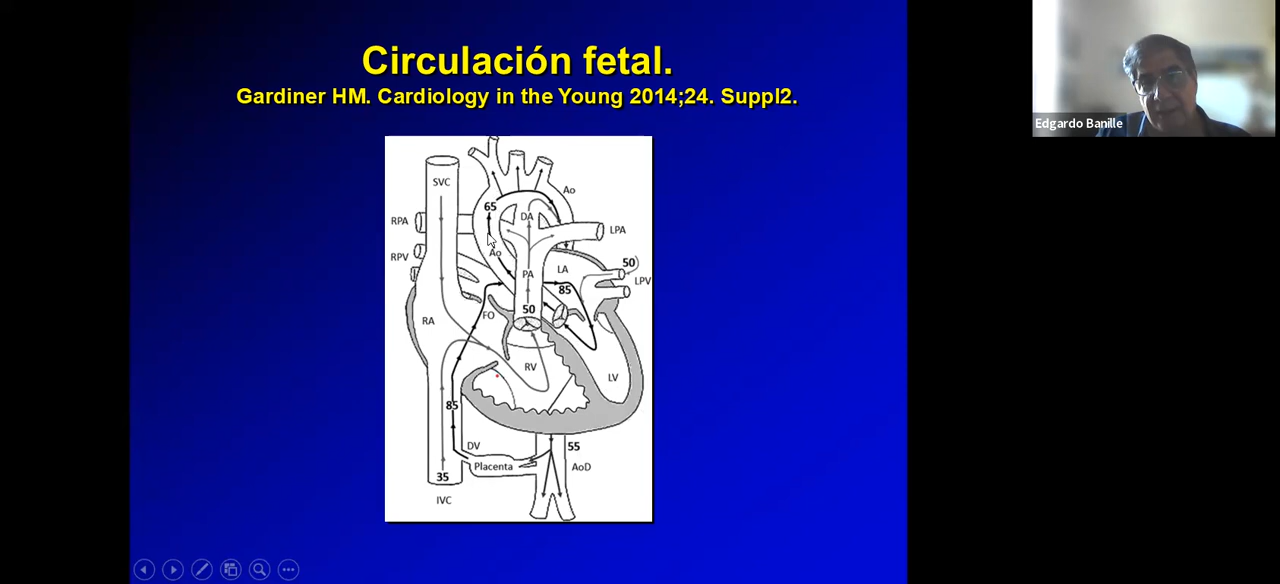 Circulación fetal.
Gardiner HM. Cardiology in the Young 2014;24. Suppl2.
Edgardo Banille
SVC
Ao
65
RPA
DA
LPA
Ao
RPV
50
LA
PA
LPV
85
50
FO
RA
RV
LV
85
DV
55
Placenta
AoD
35
IVC